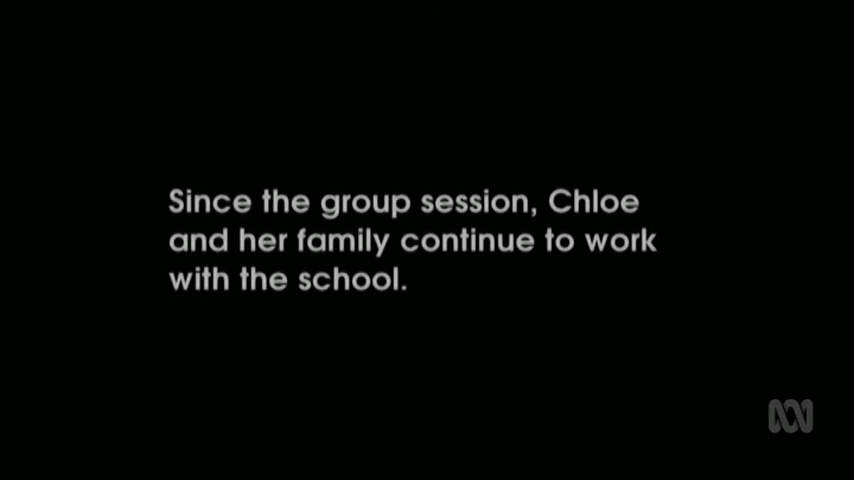 Since the group session, Chloe
and her family continue to work
with the school.